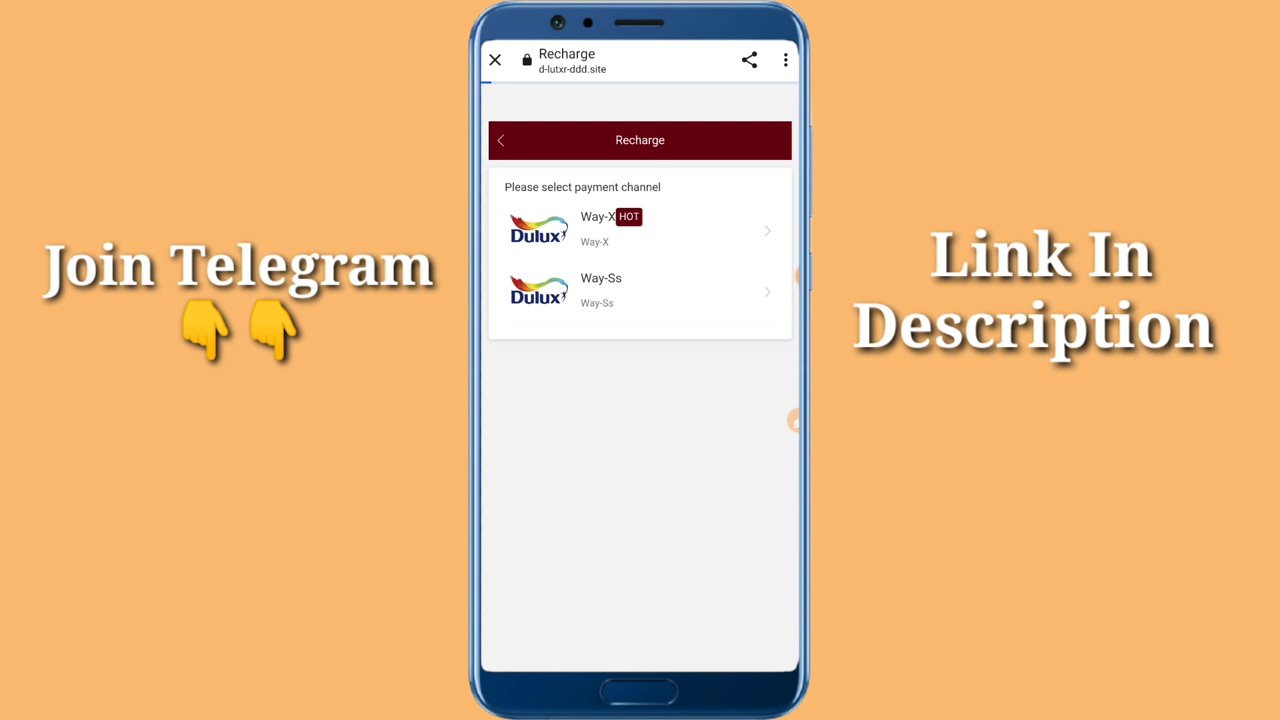 Join Telegram
👇👇
Recharge
d-lutxr-ddd.site
Recharge
Please select payment channel
Dulux
Way-X HOT
Way-X
Dulux
Way-Ss
Way-Ss
Link In
Description